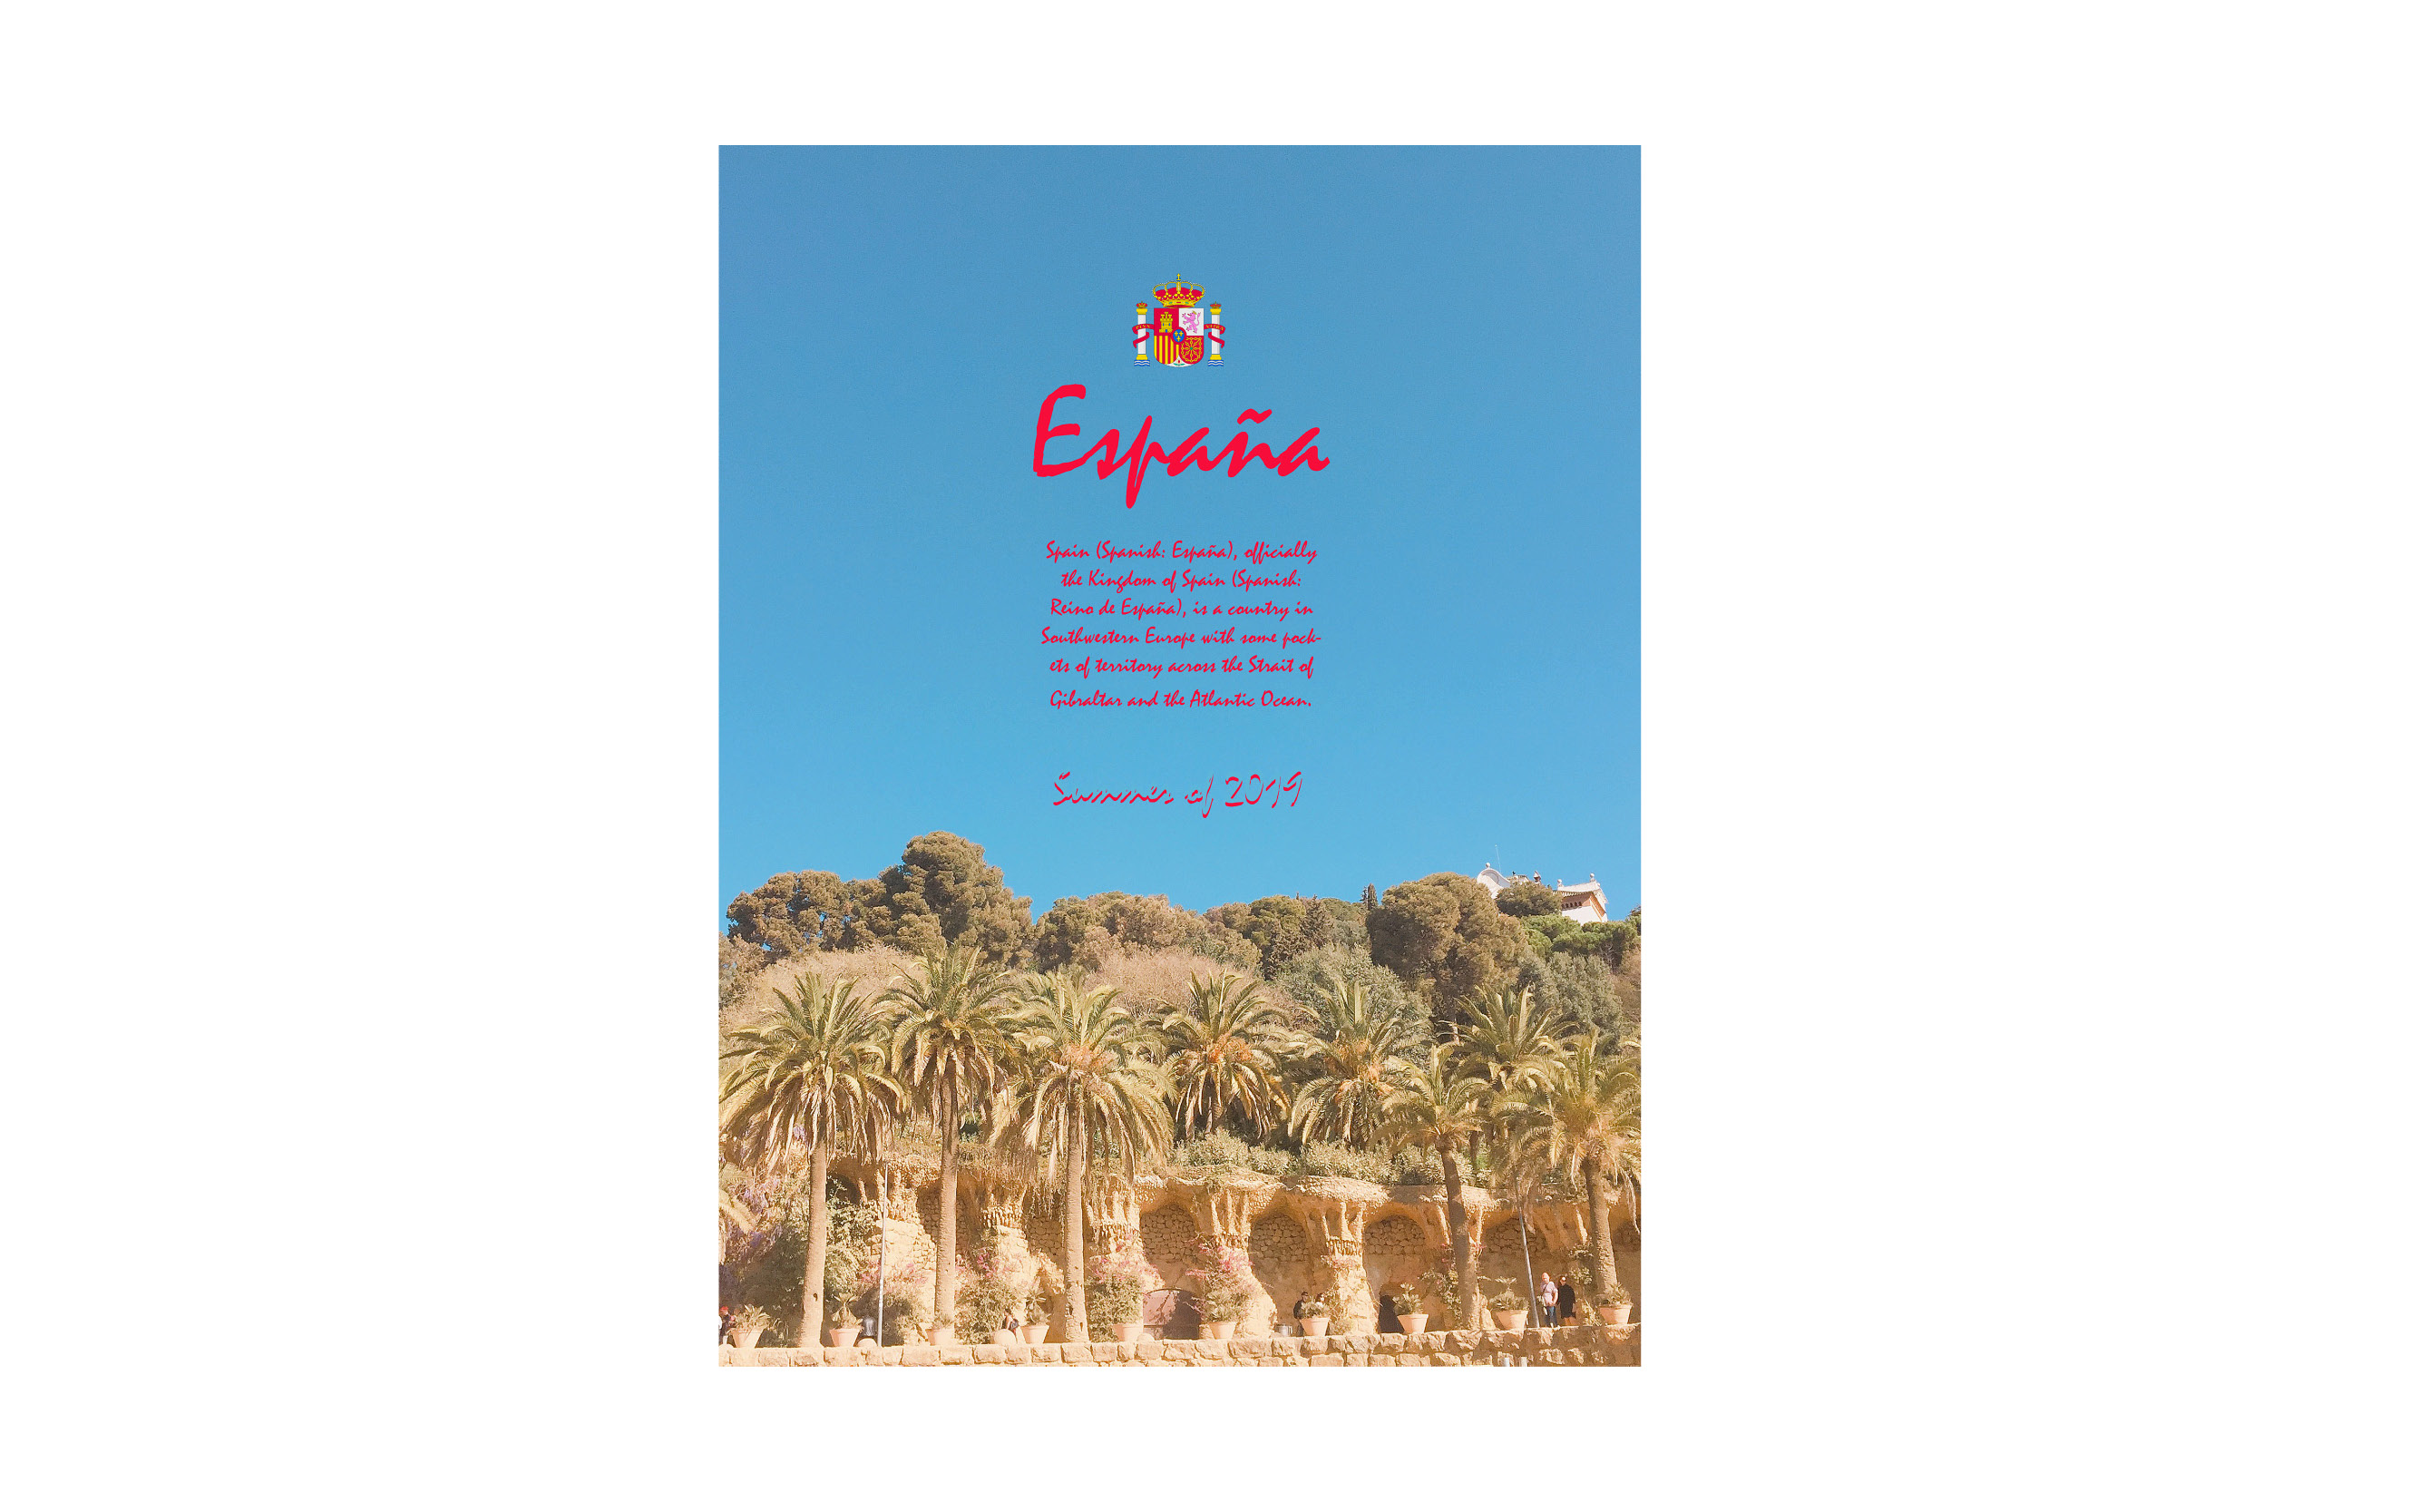 España
Spain (Spanish: España), officially
the Kingdom of Spain (Spanish:
Reino de España), is a country in
Southwestern Europe with some pock-
ets of territory across the Strait of
Gibraltar and the Atlantic Ocean.
Summer of 2019